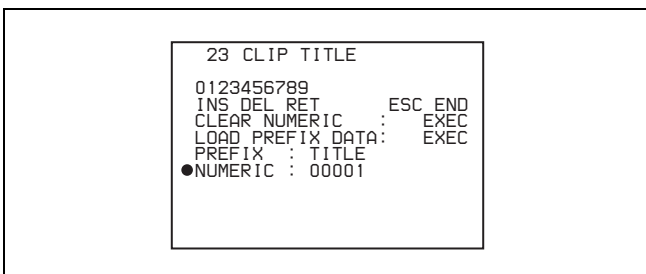 23 CLIP TITLE
0123456789
INS DEL RET ESC END
CLEAR NUMERIC : EXEC
LOAD PREFIX DATA: EXEC
PREFIX : TITLE
●NUMERIC : 00001